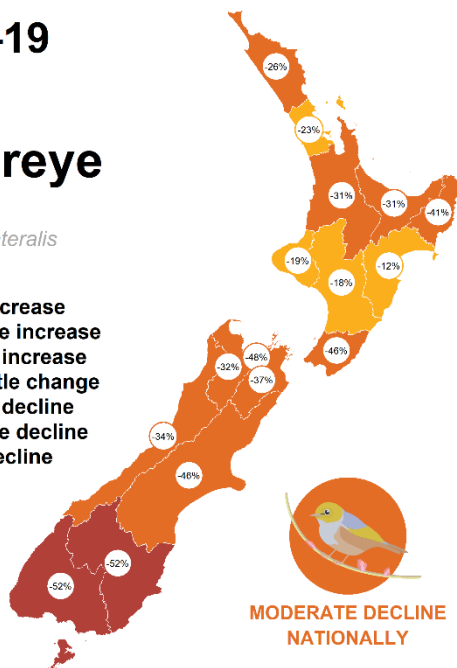 -19
reye
teralis
crease
e increase
increase
tle change
decline
e decline
decline
-26%
-23%
-31%
-31%
-41%
-19%
-12%
-18%
-46%
-48%
-32%
-37%
-34%
-46%
-52%
-52%
MODERATE DECLINE
NATIONALLY